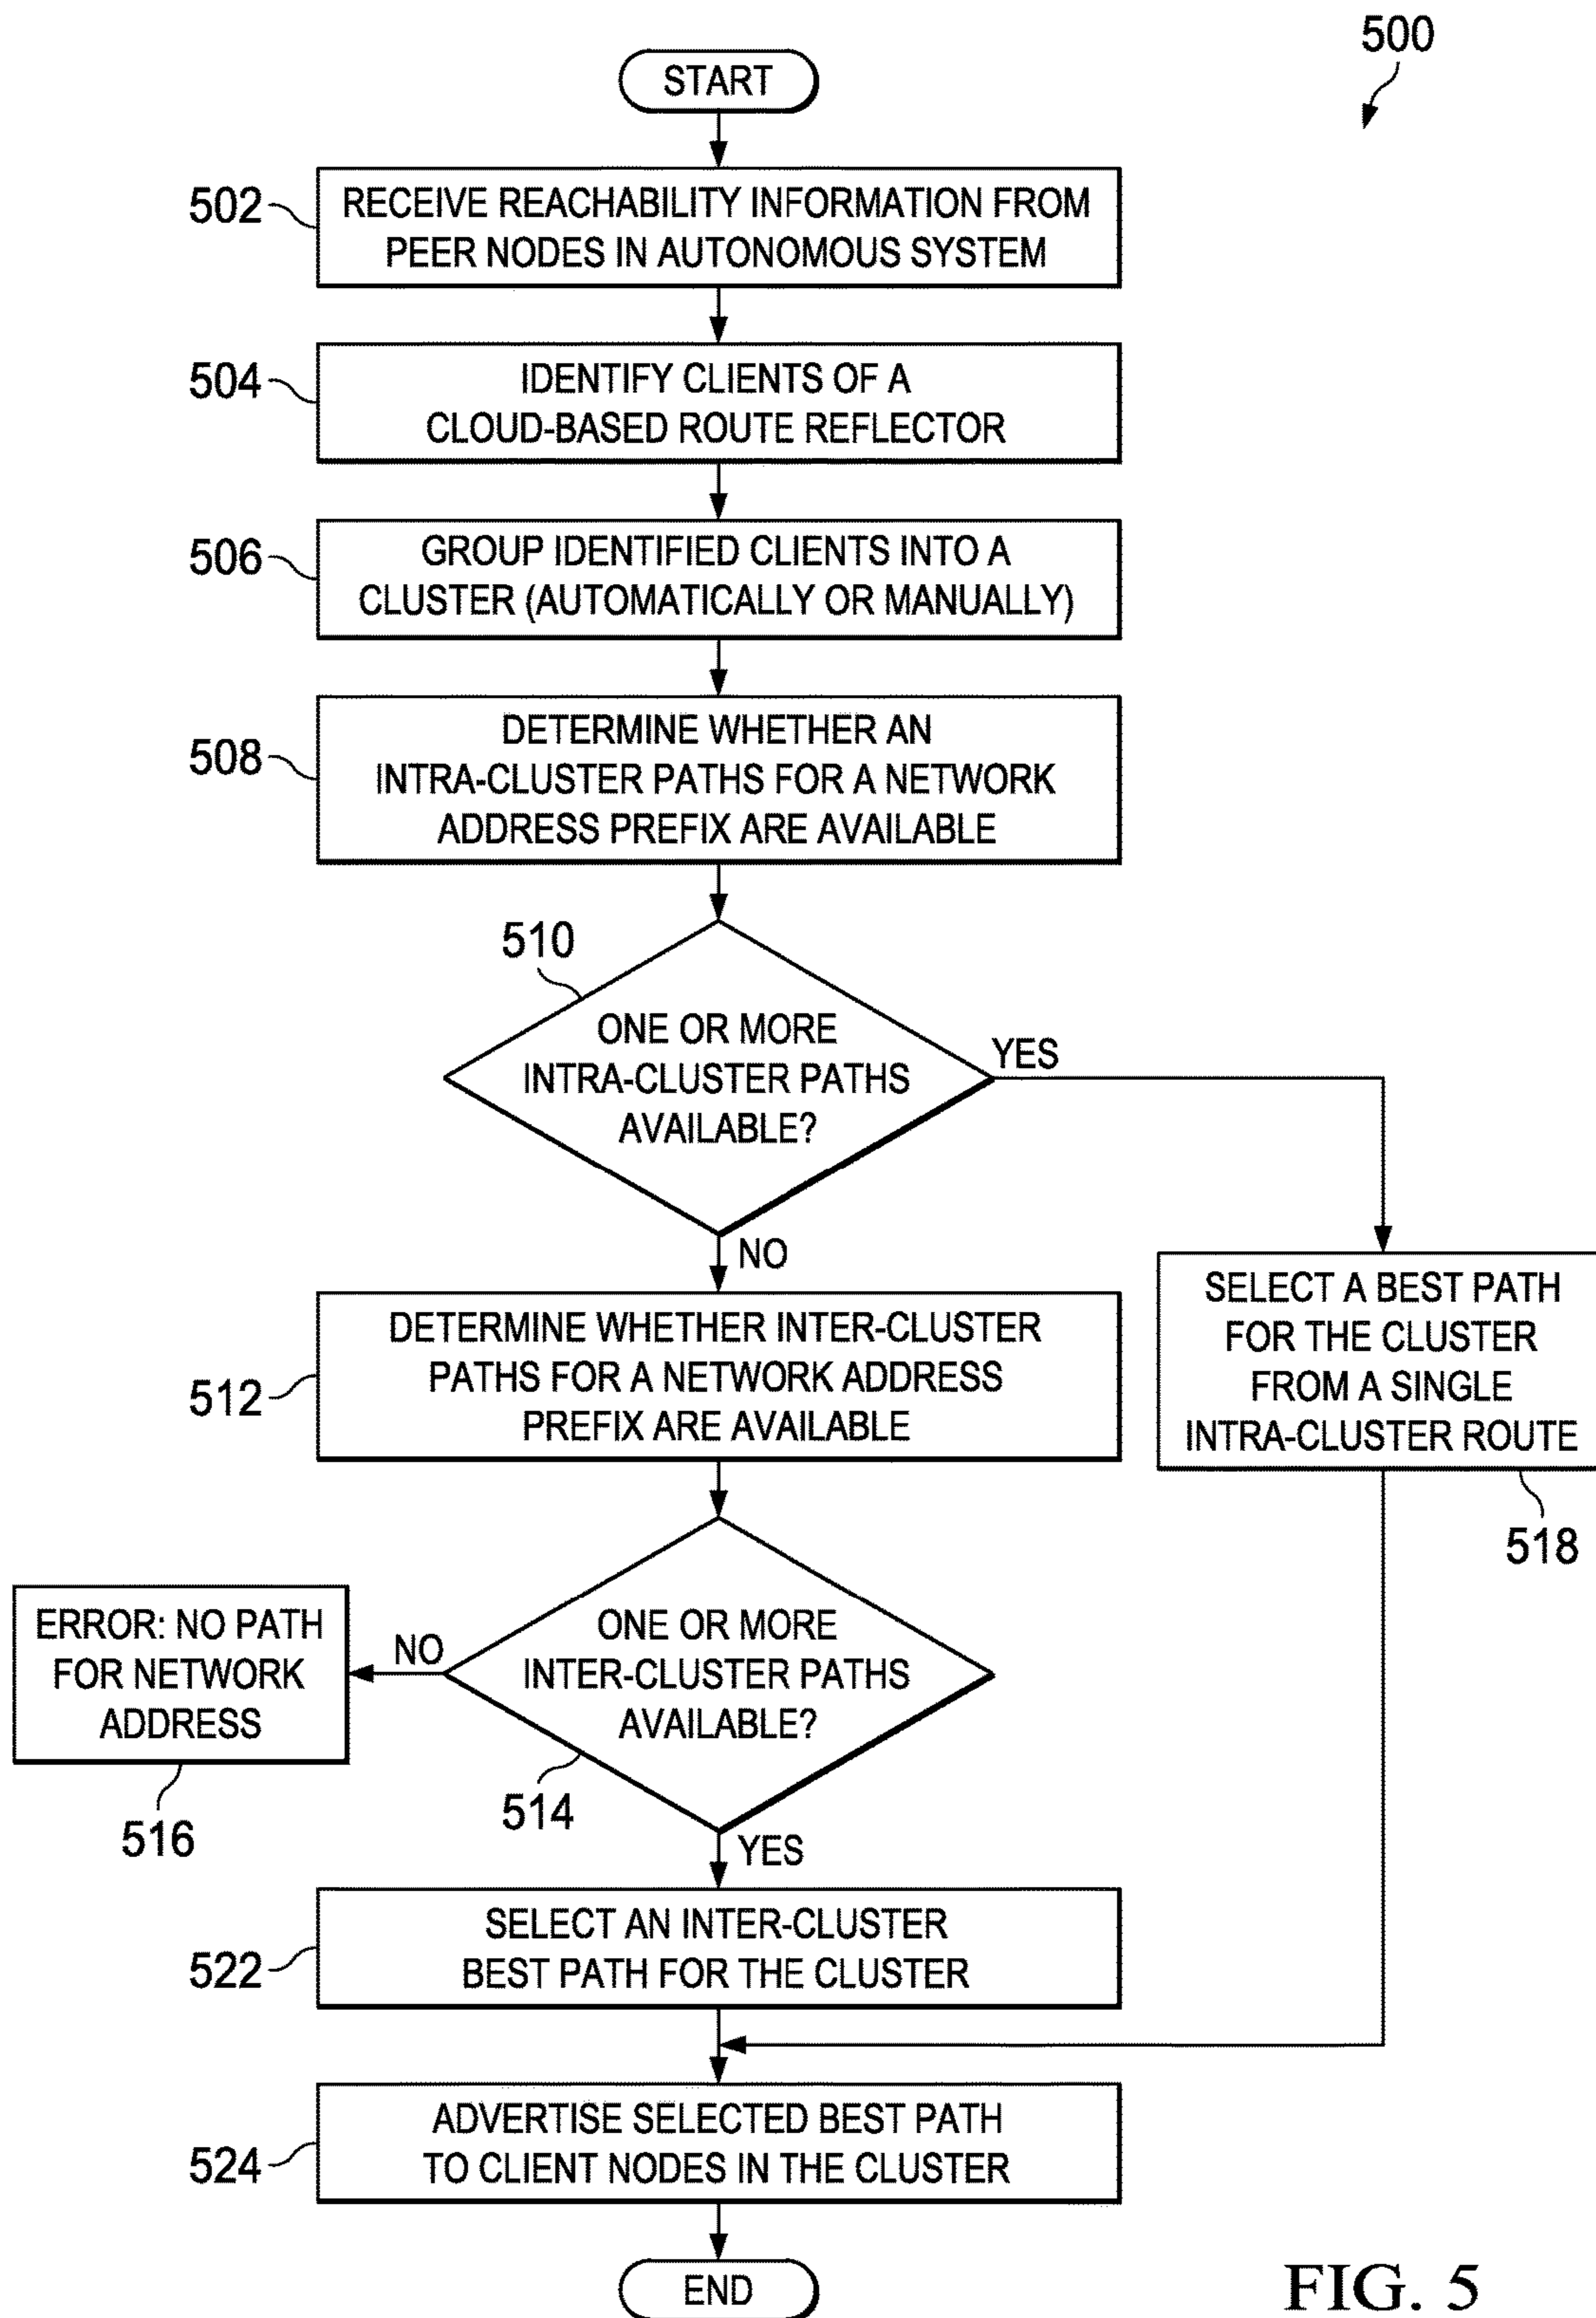 500
START
502
RECEIVE REACHABILITY INFORMATION FROM
PEER NODES IN AUTONOMOUS SYSTEM
504
IDENTIFY CLIENTS OF A
CLOUD-BASED ROUTE REFLECTOR
506
GROUP IDENTIFIED CLIENTS INTO A
CLUSTER (AUTOMATICALLY OR MANUALLY)
508
DETERMINE WHETHER AN
INTRA-CLUSTER PATHS FOR A NETWORK
ADDRESS PREFIX ARE AVAILABLE
510
ONE OR MORE
INTRA-CLUSTER PATHS
AVAILABLE?
YES
NO
SELECT A BEST PATH
FOR THE CLUSTER
FROM A SINGLE
INTRA-CLUSTER ROUTE
518
512
DETERMINE WHETHER INTER-CLUSTER
PATHS FOR A NETWORK ADDRESS
PREFIX ARE AVAILABLE
514
ONE OR MORE
INTER-CLUSTER PATHS
AVAILABLE?
NO
ERROR: NO PATH
FOR NETWORK
ADDRESS
516
YES
522
SELECT AN INTER-CLUSTER
BEST PATH FOR THE CLUSTER
524
ADVERTISE SELECTED BEST PATH
TO CLIENT NODES IN THE CLUSTER
END
FIG. 5